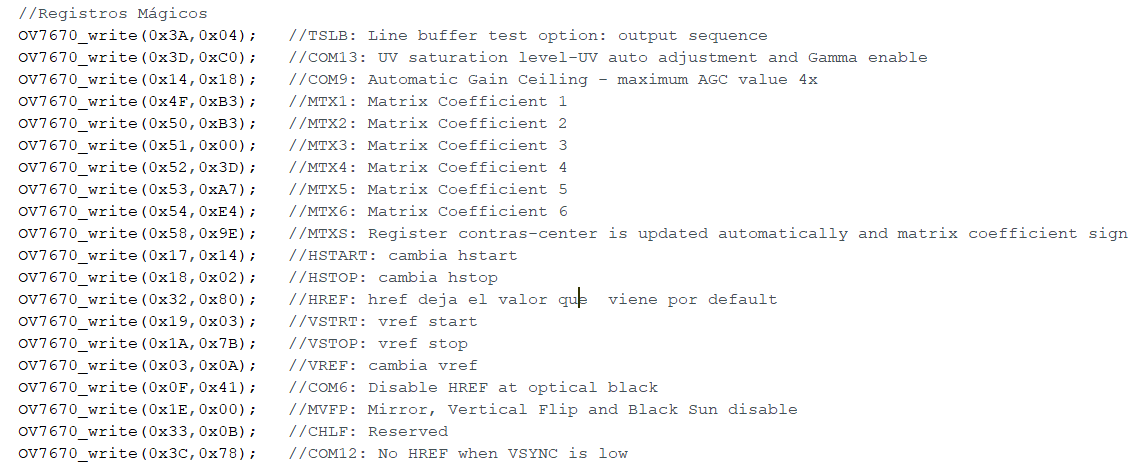 //Registros Mágicos
OV7670_write(0x3A,0x04); //TSLB: Line buffer test option: output sequence
OV7670_write(0x3D,0xC0); //COM13: UV saturation level-UV auto adjustment and Gamma enable
OV7670_write(0x14,0x18); //COM9: Automatic Gain Ceiling - maximum AGC value 4x
OV7670_write(0x4F,0xB3); //MTX1: Matrix Coefficient 1
OV7670_write(0x50,0xB3); //MTX2: Matrix Coefficient 2
OV7670_write(0x51,0x00); //MTX3: Matrix Coefficient 3
OV7670_write(0x52,0x3D); //MTX4: Matrix Coefficient 4
OV7670_write(0x53,0xA7); //MTX5: Matrix Coefficient 5
OV7670_write(0x54,0xE4); //MTX6: Matrix Coefficient 6
OV7670_write(0x58,0x9E); //MTXS: Register contras-center is updated automatically and matrix coefficient sign
OV7670_write(0x17,0x14); //HSTART: cambia hstart
OV7670_write(0x18,0x02); //HSTOP: cambia hstop
OV7670_write(0x32,0x80); //HREF: href deja el valor que  viene por default
OV7670_write(0x19,0x03); //VSTRT: vref start
OV7670_write(0x1A,0x7B); //VSTOP: vref stop
OV7670_write(0x03,0x0A); //VREF: cambia vref
OV7670_write(0x0F,0x41); //COM6: Disable HREF at optical black
OV7670_write(0x1E,0x00); //MVFP: Mirror, Vertical Flip and Black Sun disable
OV7670_write(0x33,0x0B); //CHLF: Reserved
OV7670_write(0x3C,0x78); //COM12: No HREF when VSYNC is low